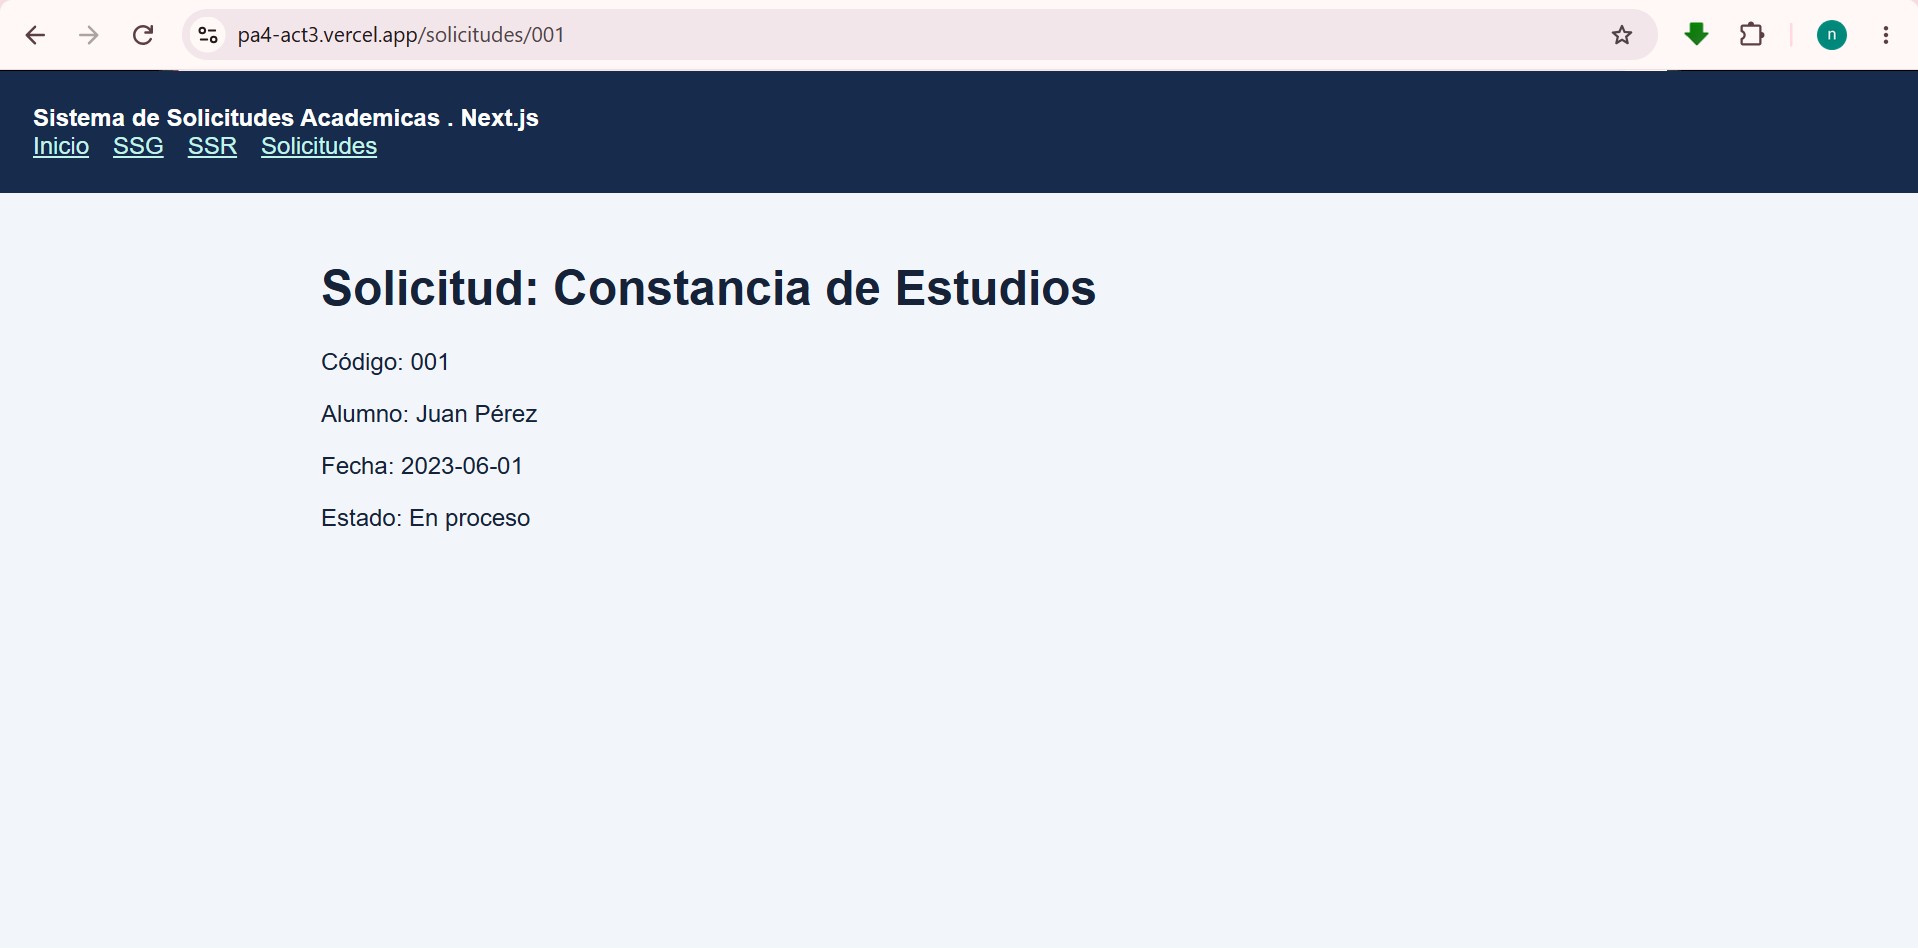 pa4-act3.vercel.app/solicitudes/001
n
Sistema de Solicitudes Academicas . Next.js
Inicio SSG SSR Solicitudes
Solicitud: Constancia de Estudios
Código: 001
Alumno: Juan Pérez
Fecha: 2023-06-01
Estado: En proceso